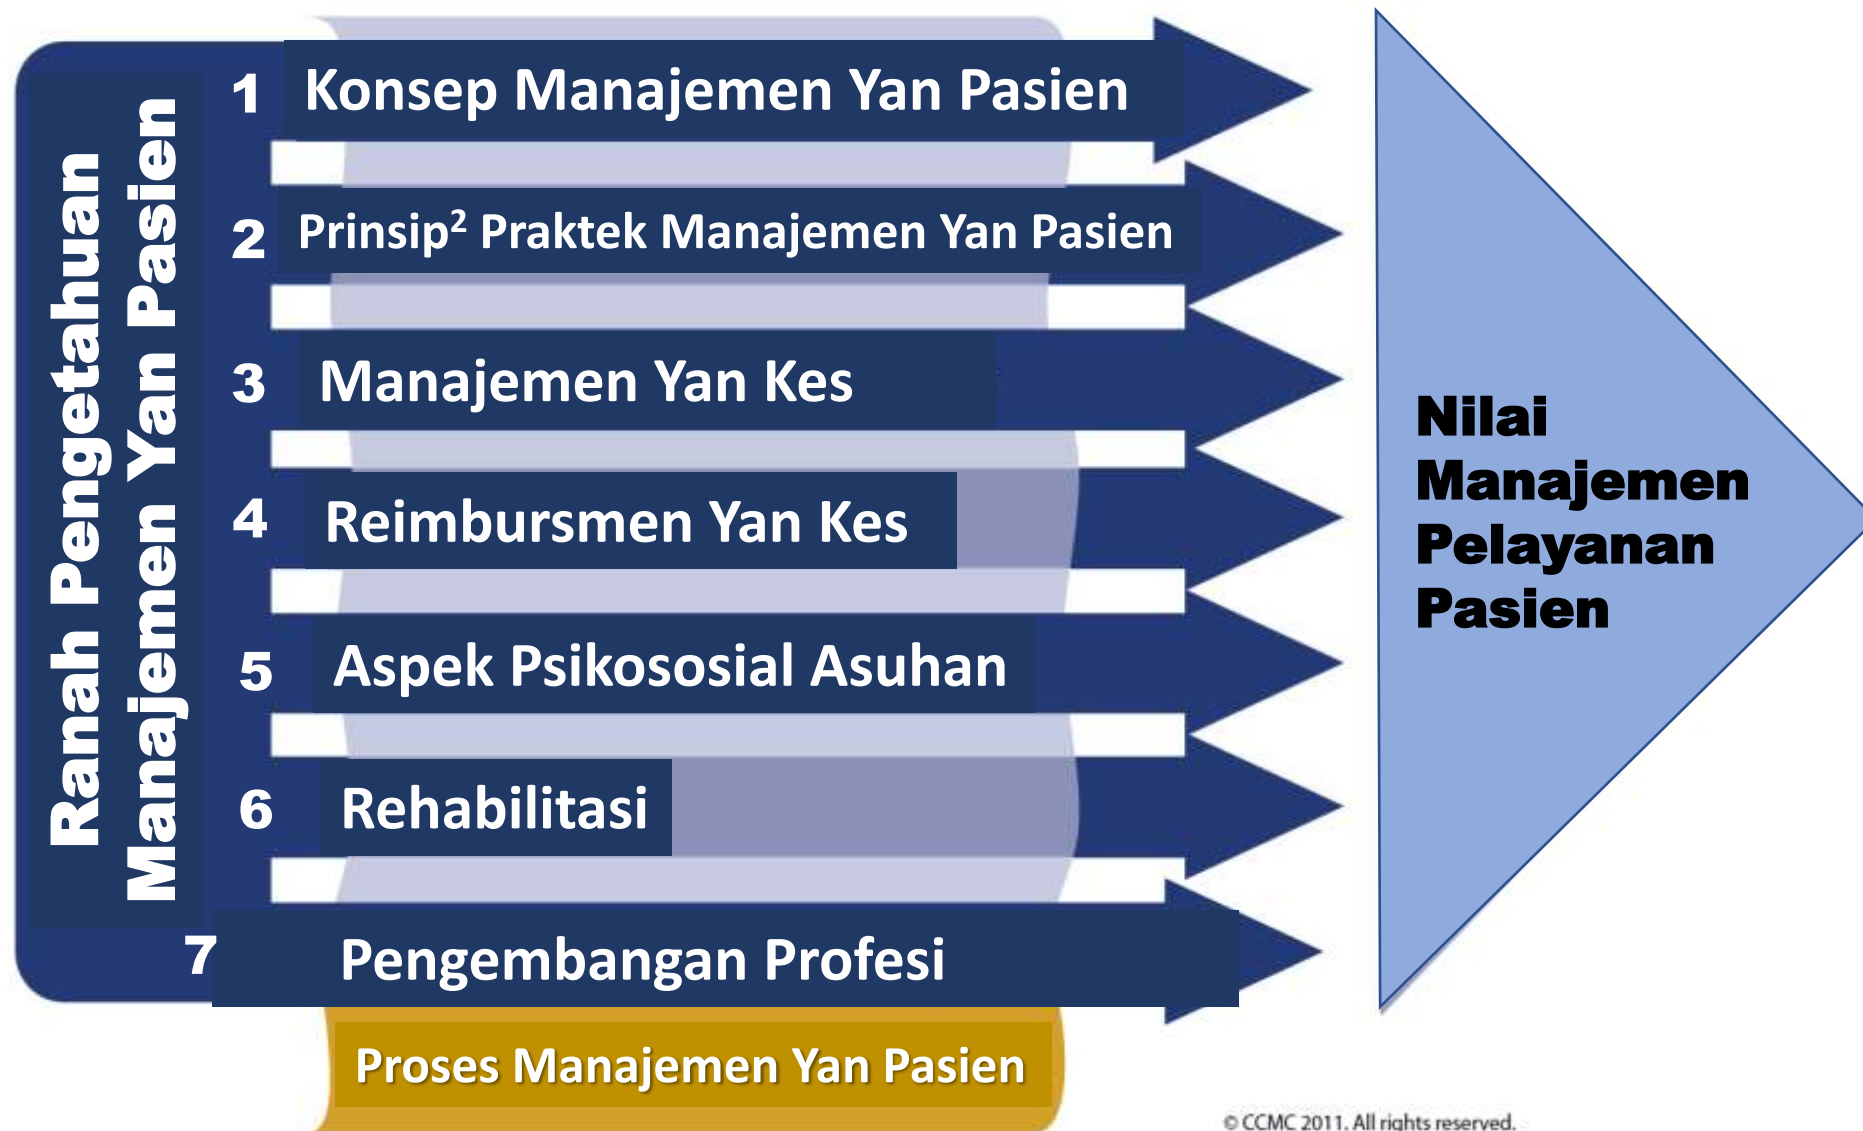 Ranah Pengetahuan
Manajemen Yan Pasien
1 Konsep Manajemen Yan Pasien
2 Prinsip² Praktek Manajemen Yan Pasien
3 Manajemen Yan Kes
4 Reimbursmen Yan Kes
5 Aspek Psikososial Asuhan
6 Rehabilitasi
7 Pengembangan Profesi
Proses Manajemen Yan Pasien
Nilai
Manajemen
Pelayanan
Pasien
© CCMC 2011. All rights reserved.